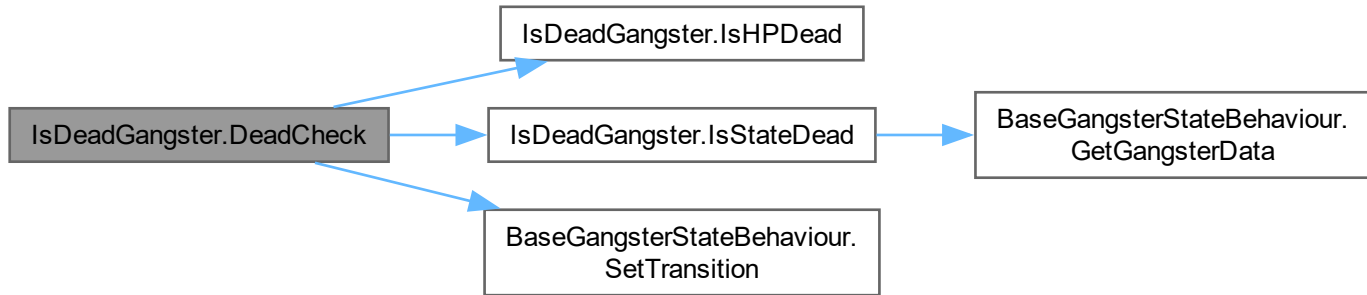 IsDeadGangster.IsHPDead
IsDeadGangster.DeadCheck
IsDeadGangster.IsStateDead
BaseGangsterStateBehaviour.
GetGangsterData
BaseGangsterStateBehaviour.
SetTransition